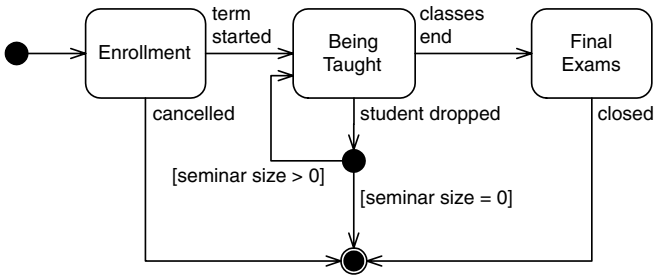 term
started
classes
end
Enrollment
Being
Taught
Final
Exams
cancelled
student dropped
closed
[seminar size > 0]
[seminar size = 0]